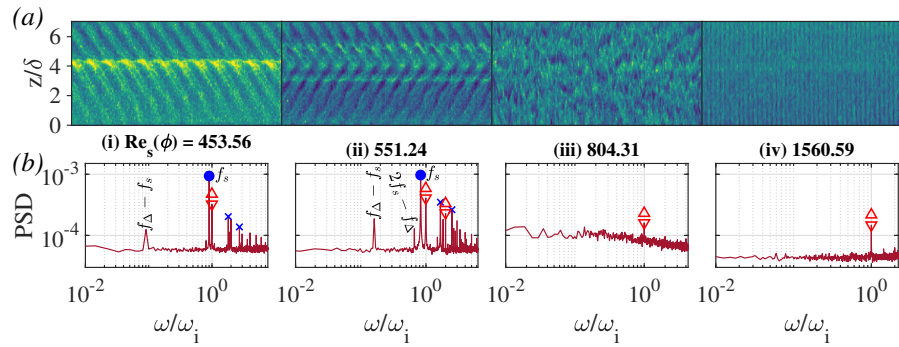 (a)
z/δ
6
4
2
0
(i) Re_s(ϕ) = 453.56
(ii) 551.24
(iii) 804.31
(iv) 1560.59
(b)
PSD
10^-3
10^-4
f_Δ − f_s
f_s
f_Δ − f_s
2f_s − f_Δ
f_s
10^-2
10^0
10^-2
10^0
10^-2
10^0
10^-2
10^0
ω/ω_i
ω/ω_i
ω/ω_i
ω/ω_i